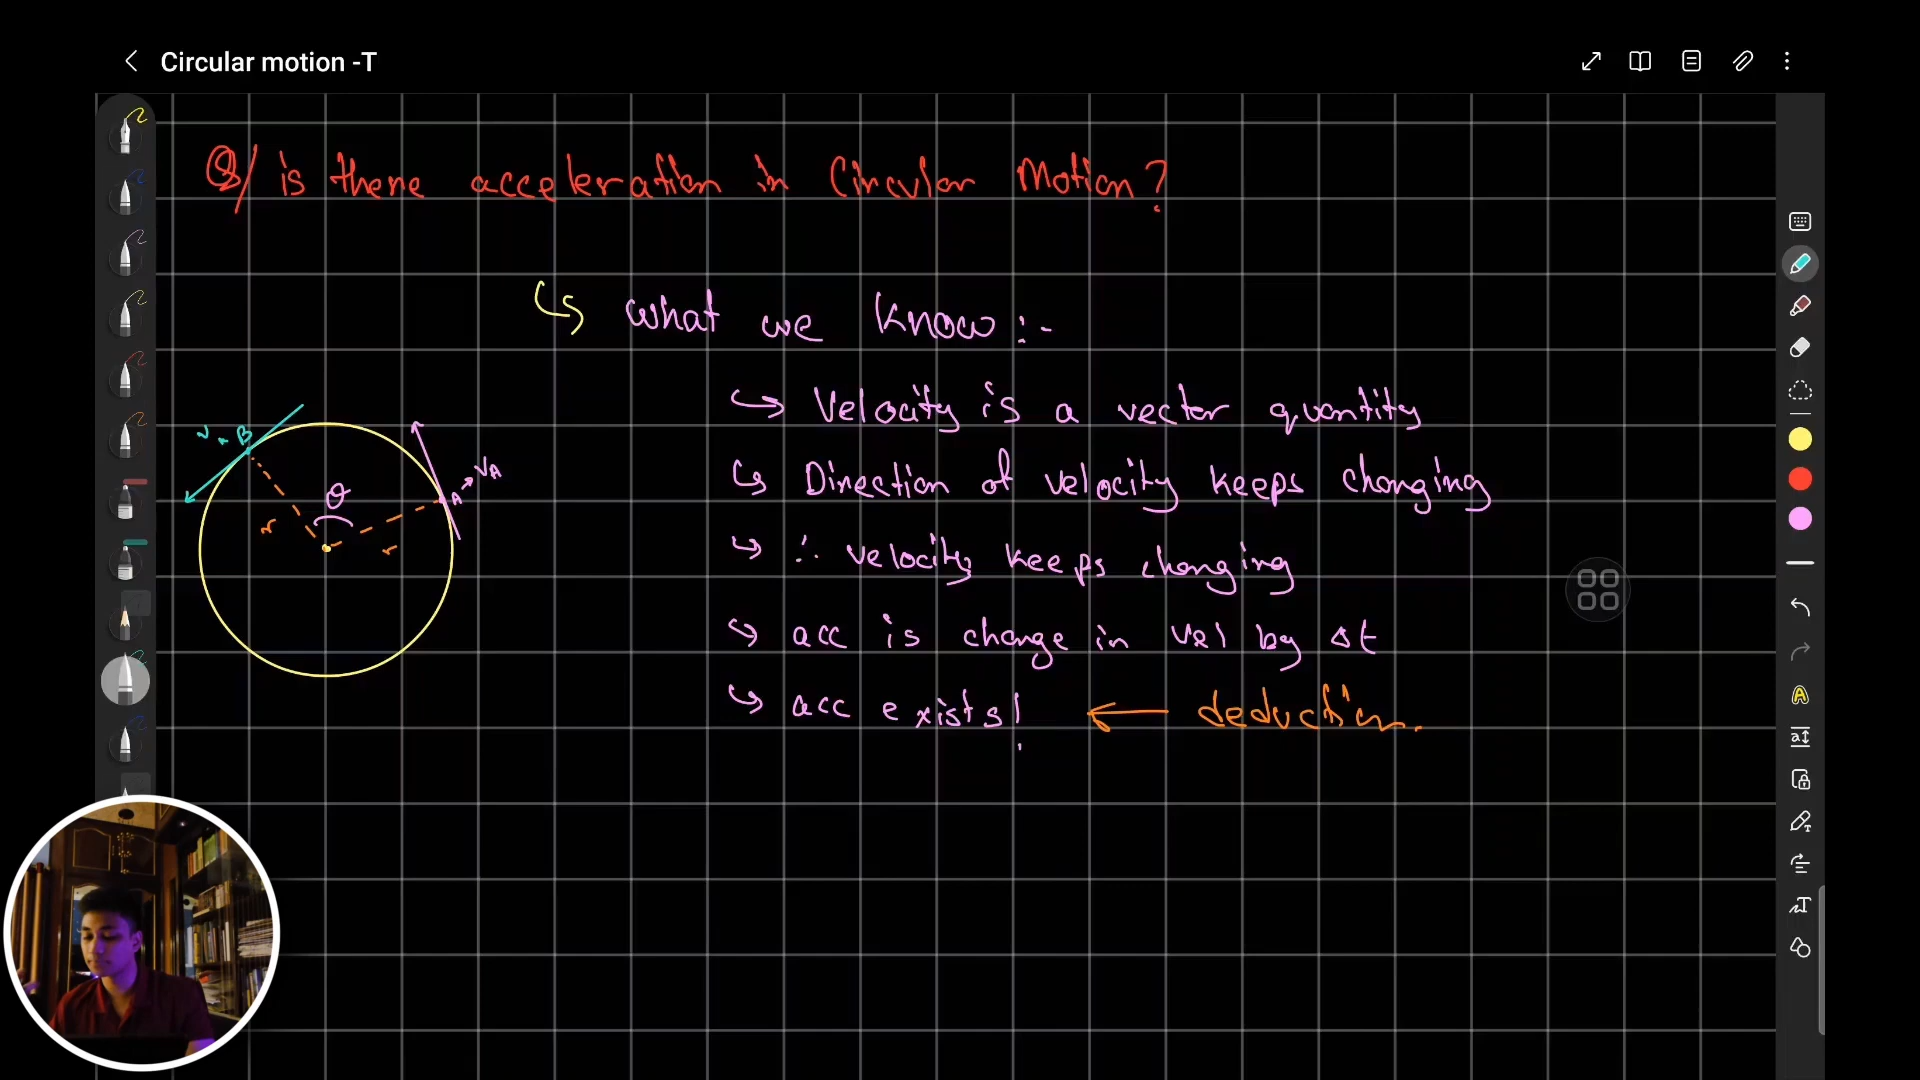 Circular motion -T
Q/ is there acceleration in Circular Motion?
↳ What we know :-
↳ Velocity is a vector quantity
↳ Direction of velocity keeps changing
↳ ∴ velocity keeps changing
↳ acc is change in vel by Δt
↳ acc exists! ← deduction.
B
VA
A
θ
r
r